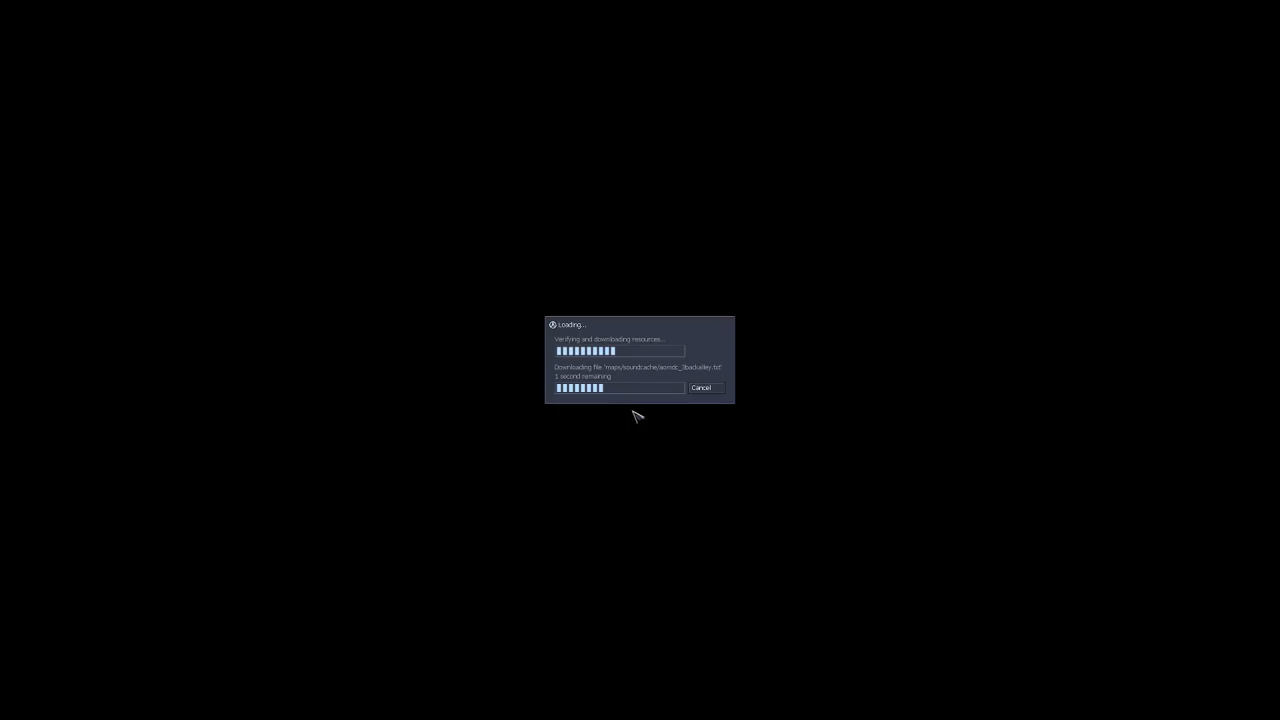 Loading...
Verifying and downloading resources...
Downloading file 'maps/soundcache/aomdc_3backalley.txt'
1 second remaining
Cancel